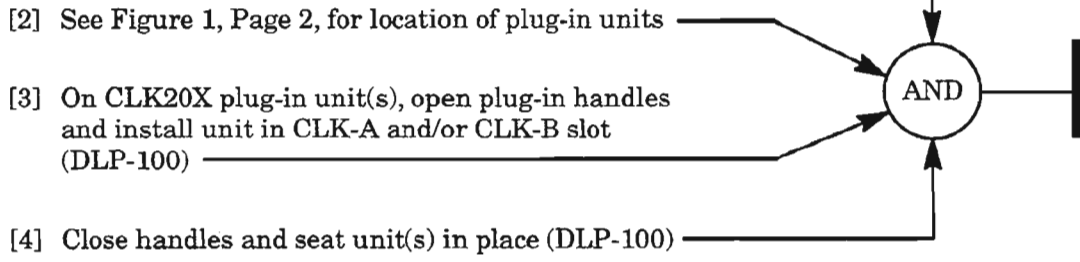 [2] See Figure 1, Page 2, for location of plug-in units
AND
[3] On CLK20X plug-in unit(s), open plug-in handles
and install unit in CLK-A and/or CLK-B slot
(DLP-100)
[4] Close handles and seat unit(s) in place (DLP-100)